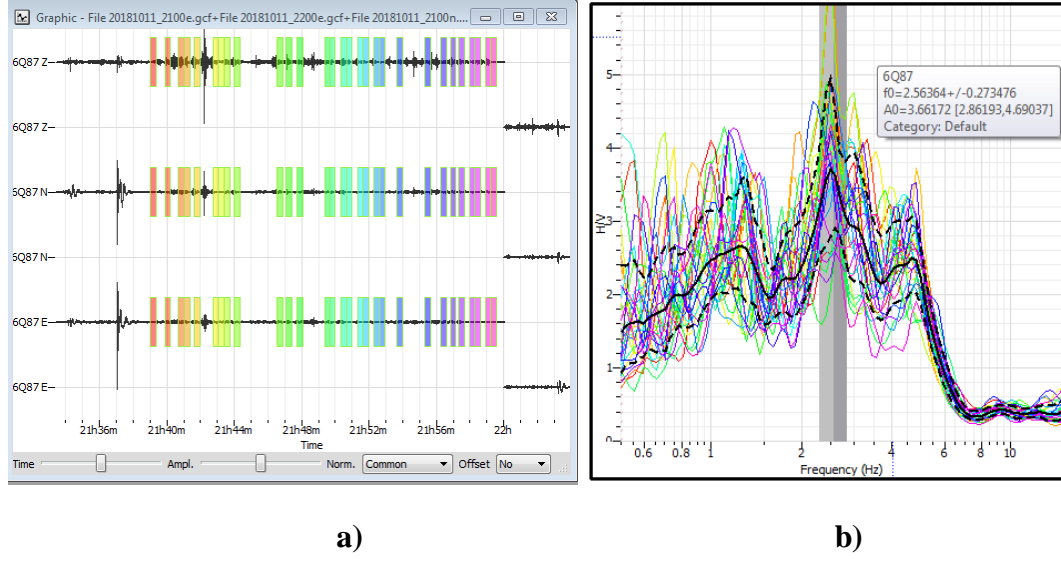 Graphic - File 20181011_2100e.gcf+File 20181011_2200e.gcf+File 20181011_2100n....
6Q87 Z
6Q87 Z
6Q87 N
6Q87 N
6Q87 E
6Q87 E
21h36m 21h40m 21h44m 21h48m 21h52m 21h56m 22h
Time
Time Ampl. Norm. Common Offset No
6Q87
f0=2.56364+/-0.273476
A0=3.66172 [2.86193,4.69037]
Category: Default
5
4
3
2
1
0
H/V
0.6 0.8 1 2 4 6 8 10
Frequency (Hz)
a)
b)